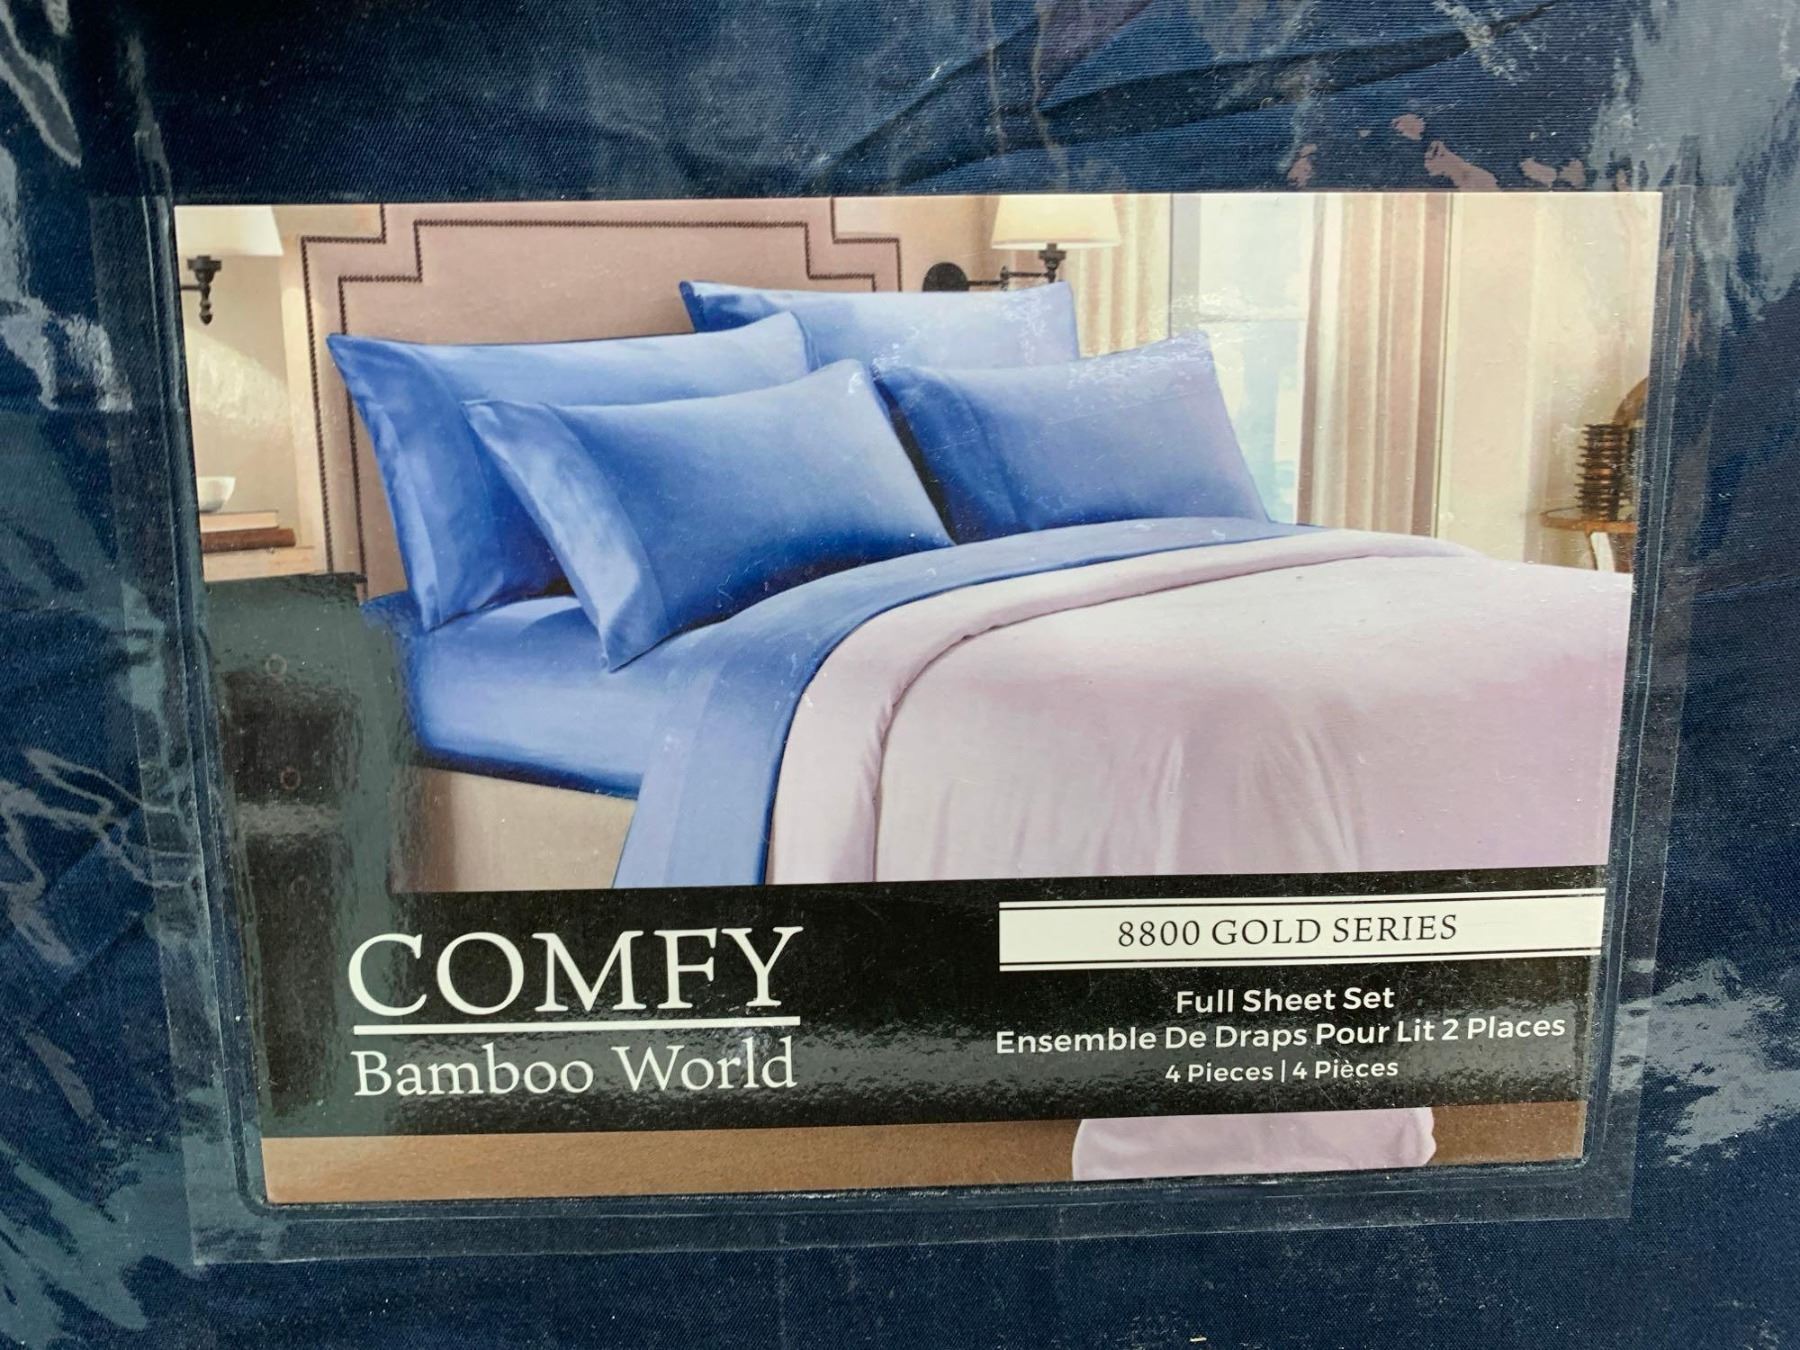 COMFY
Bamboo World
8800 GOLD SERIES
Full Sheet Set
Ensemble De Draps Pour Lit 2 Places
4 Pieces | 4 Pièces